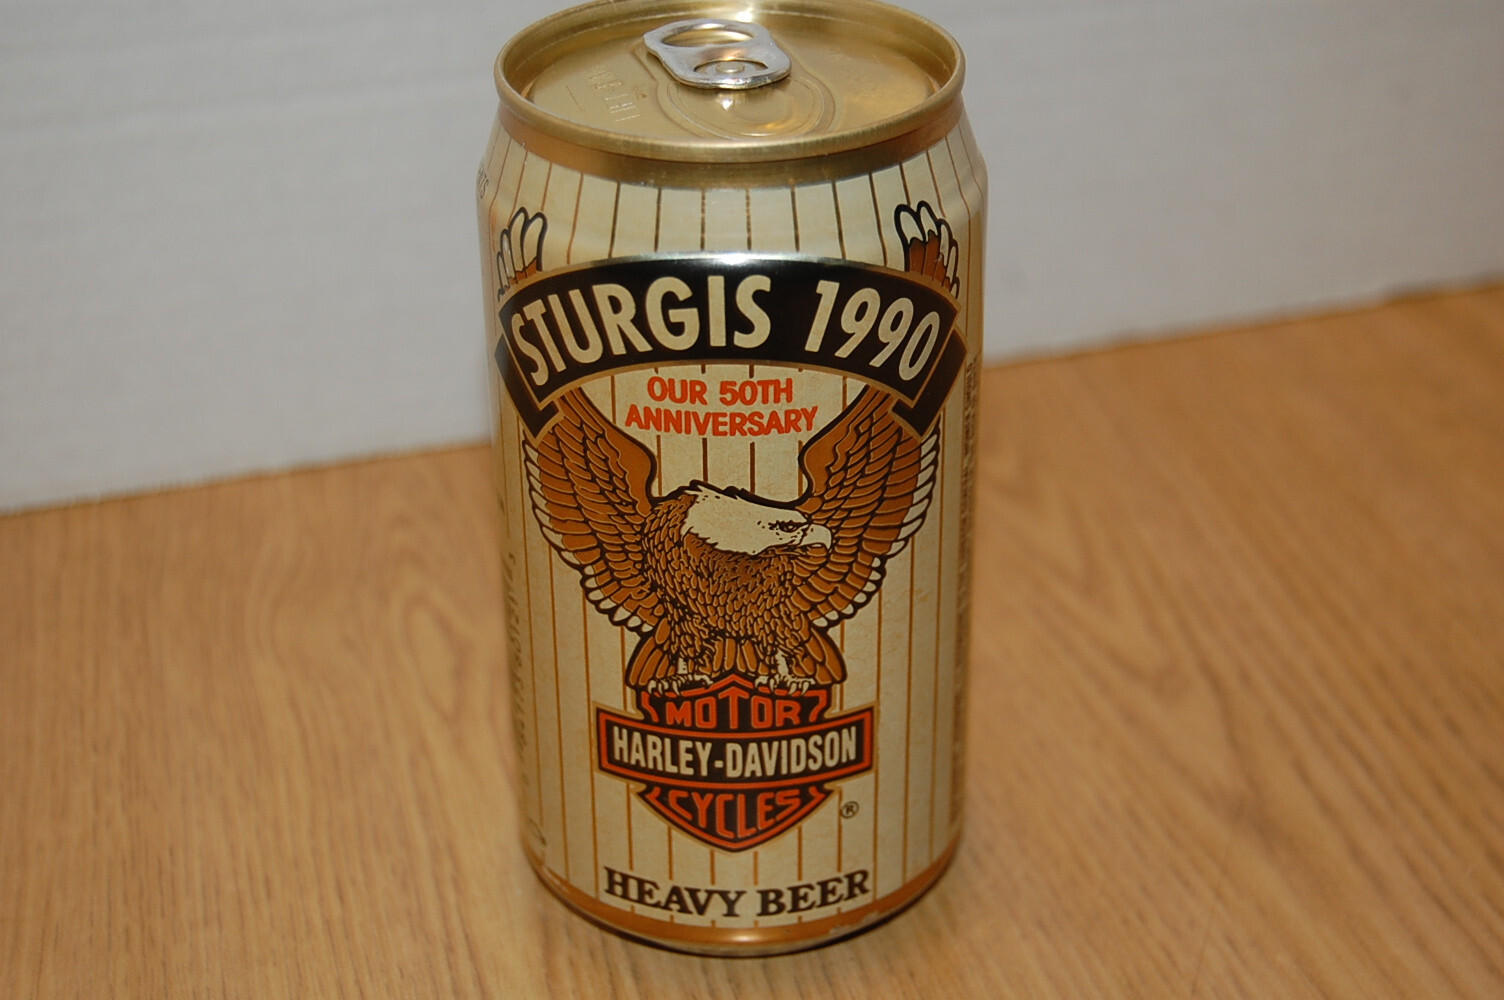 STURGIS 1990
OUR 50TH
ANNIVERSARY
MOTOR
HARLEY-DAVIDSON
CYCLES
®
HEAVY BEER